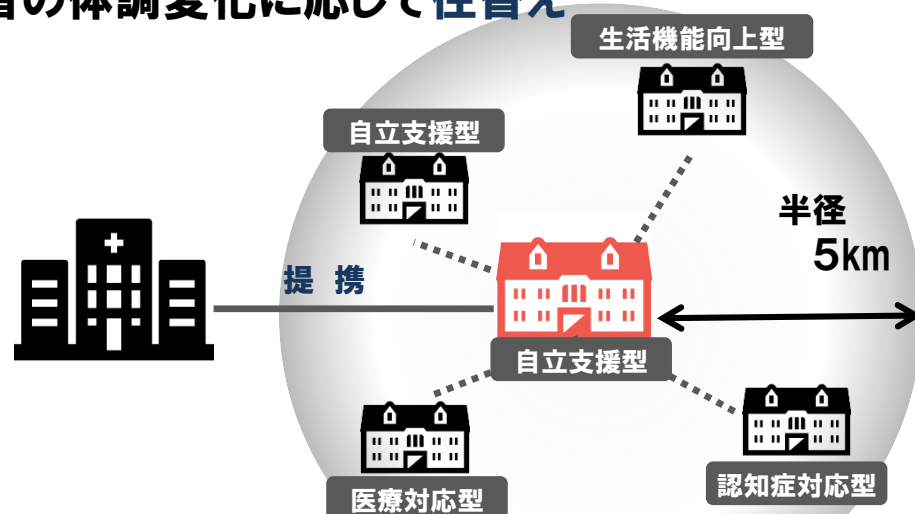 の体調変化に応じて住替え
生活機能向上型
自立支援型
半径
5km
提 携
自立支援型
認知症対応型
医療対応型